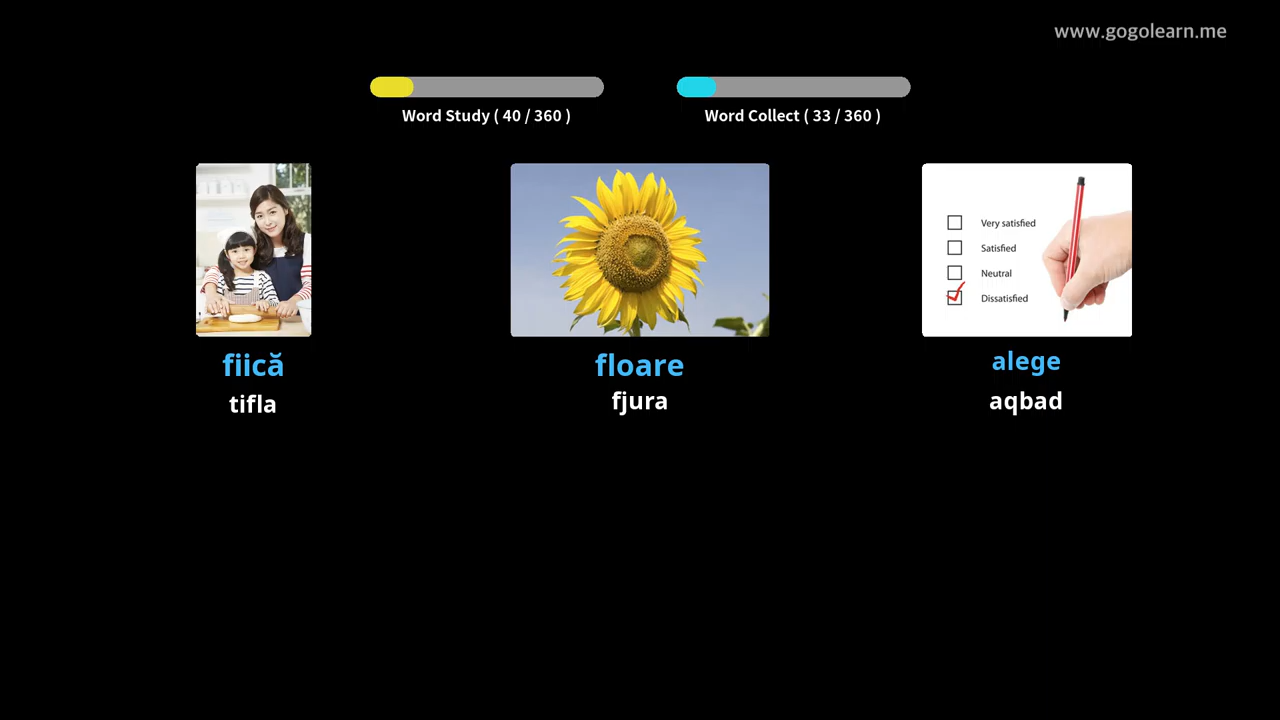 www.gogolearn.me
Word Study ( 40 / 360 )
Word Collect ( 33 / 360 )
Very satisfied
Satisfied
Neutral
Dissatisfied
fiică
floare
alege
tifla
fjura
aqbad